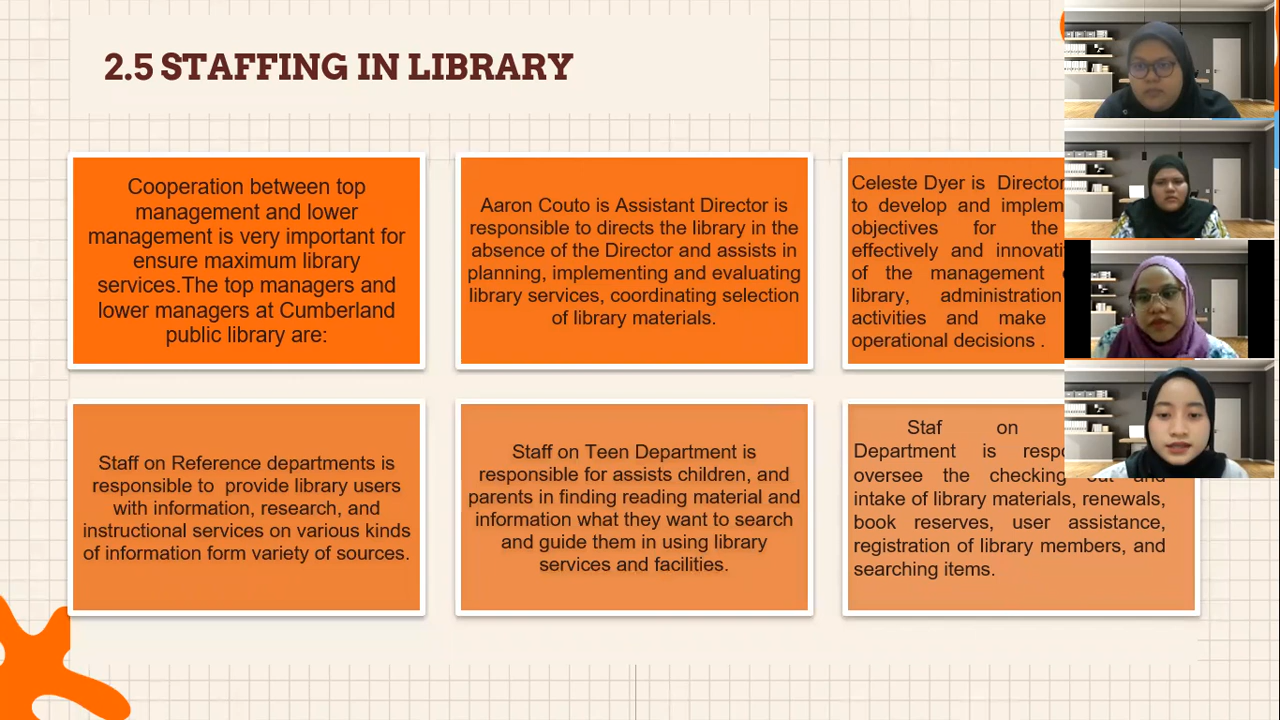 2.5 STAFFING IN LIBRARY
Cooperation between top
management and lower
management is very important for
ensure maximum library
services.The top managers and
lower managers at Cumberland
public library are:
Aaron Couto is Assistant Director is
responsible to directs the library in the
absence of the Director and assists in
planning, implementing and evaluating
library services, coordinating selection
of library materials.
Celeste Dyer is Director
to develop and
objectives for the
effectively and
of the management
library, administration
activities and make
operational decisions .
Staff on Reference departments is
responsible to provide library users
with information, research, and
instructional services on various kinds
of information form variety of sources.
Staff on Teen Department is
responsible for assists children, and
parents in finding reading material and
information what they want to search
and guide them in using library
services and facilities.
Staf on
Department is
oversee the checking out and
intake of library materials, renewals,
book reserves, user assistance,
registration of library members, and
searching items.